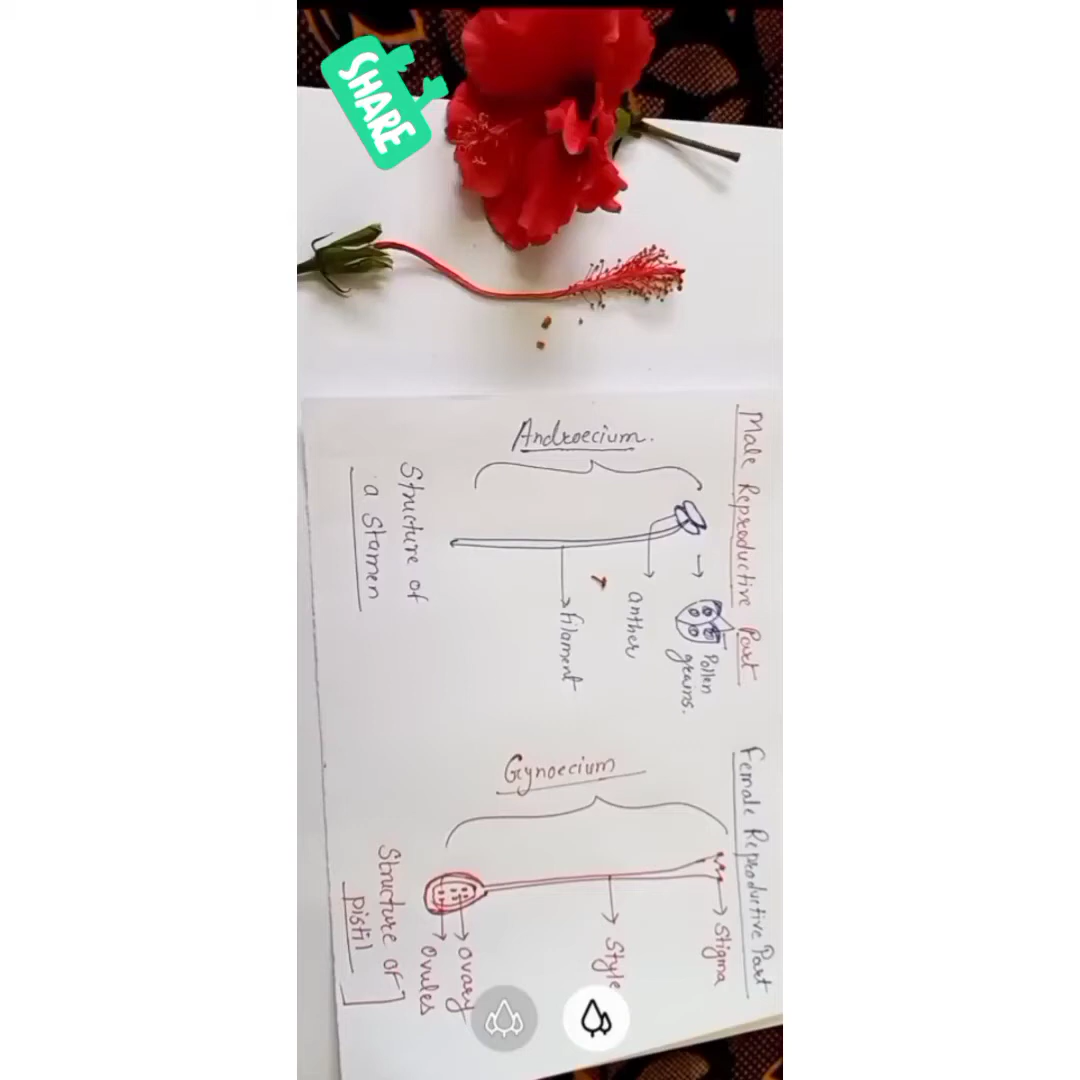 SHARE
Male Reproductive Part
Androecium.
Pollen
grains.
anther
filament
Structure of
a Stamen
Female Reproductive Part
Gynoecium
Stigma
Style
ovary
ovules
Structure of
pistil